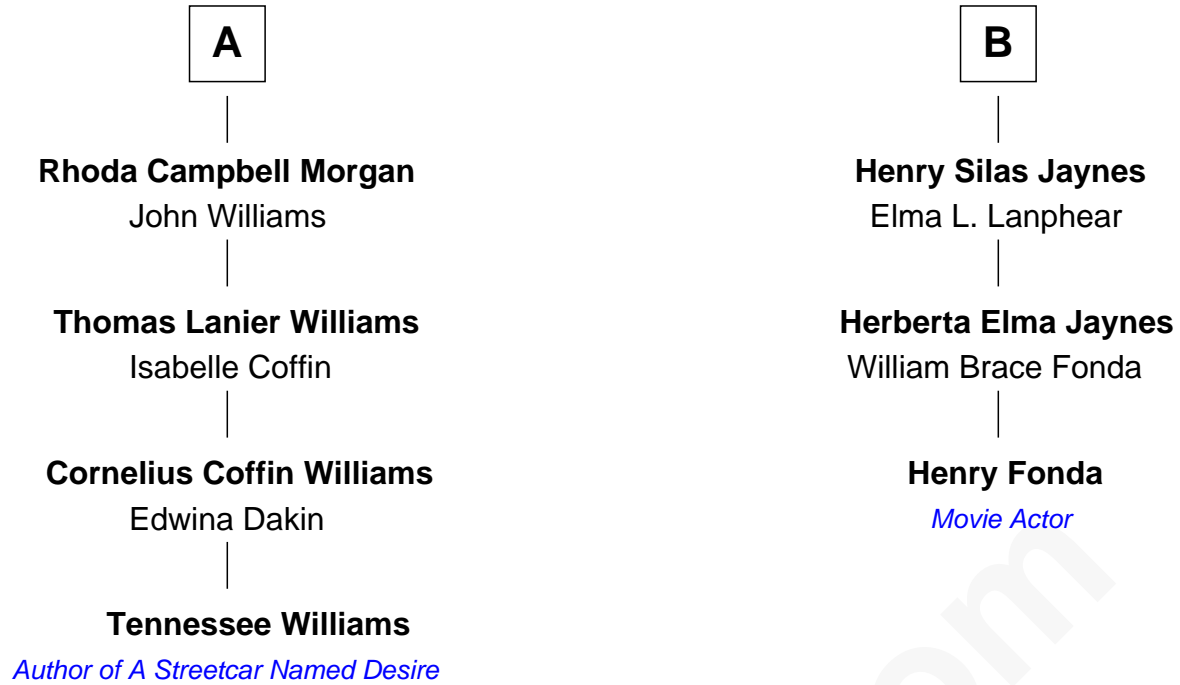 A
Rhoda Campbell Morgan
John Williams
Thomas Lanier Williams
Isabelle Coffin
Cornelius Coffin Williams
Edwina Dakin
Tennessee Williams
Author of A Streetcar Named Desire
B
Henry Silas Jaynes
Elma L. Lanphear
Herberta Elma Jaynes
William Brace Fonda
Henry Fonda
Movie Actor